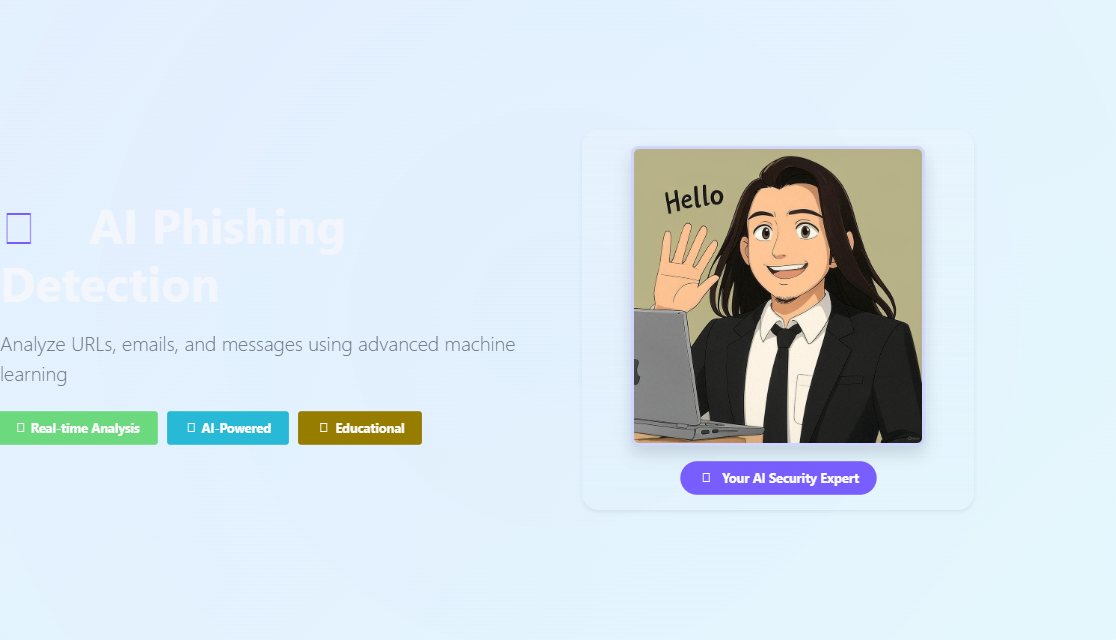 AI Phishing
Detection
Analyze URLs, emails, and messages using advanced machine
learning
Real-time Analysis
AI-Powered
Educational
Hello
Your AI Security Expert